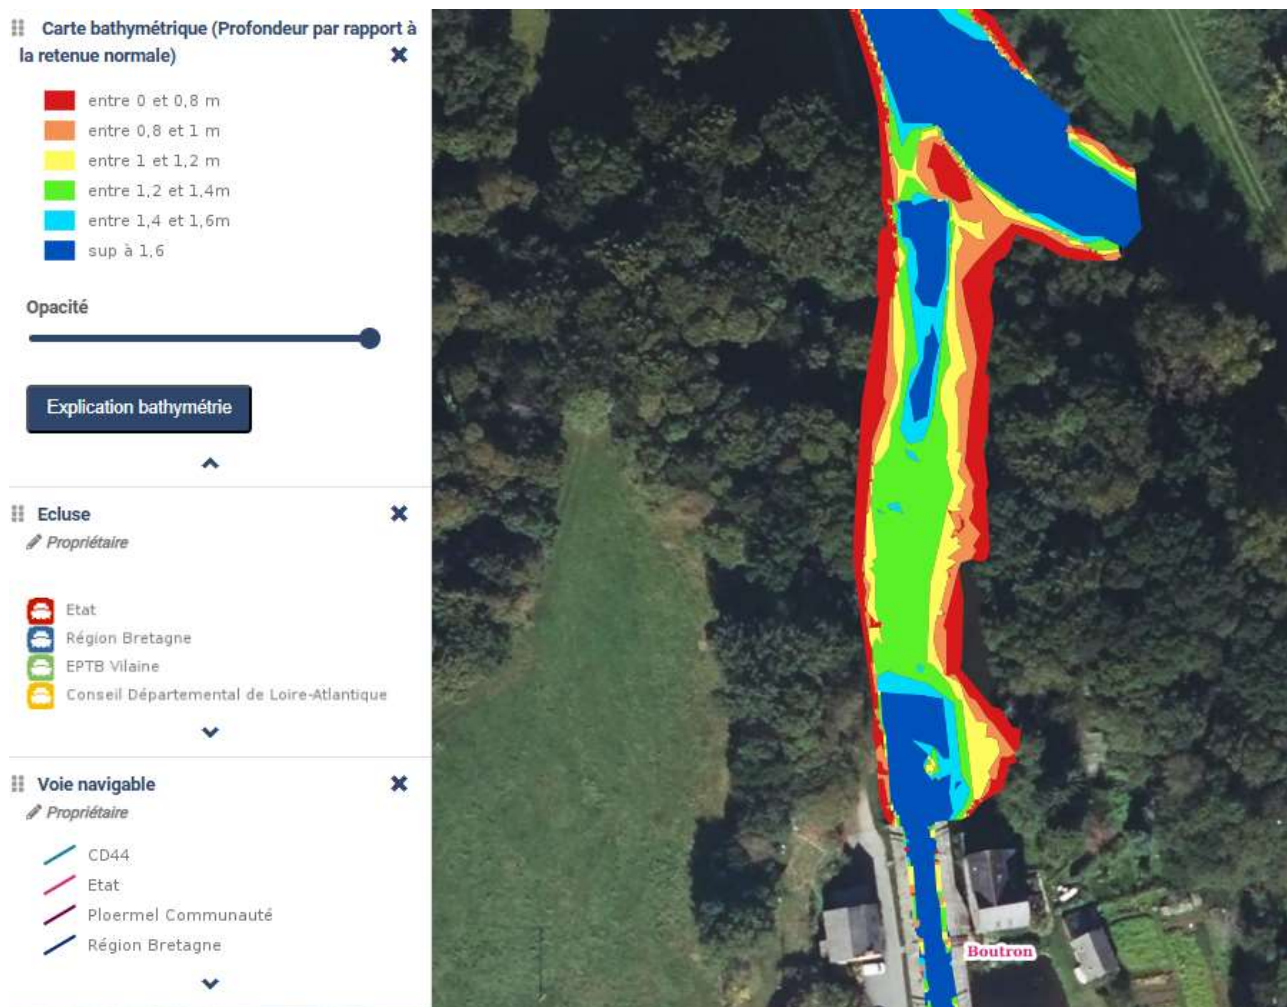 Carte bathymétrique (Profondeur par rapport à
la retenue normale)
entre 0 et 0,8 m
entre 0,8 et 1 m
entre 1 et 1,2 m
entre 1,2 et 1,4m
entre 1,4 et 1,6m
sup à 1,6
Opacité
Explication bathymétrie
Ecluse
Propriétaire
Etat
Région Bretagne
EPTB Vilaine
Conseil Départemental de Loire-Atlantique
Voie navigable
Propriétaire
CD44
Etat
Ploermel Communauté
Région Bretagne
Boutron